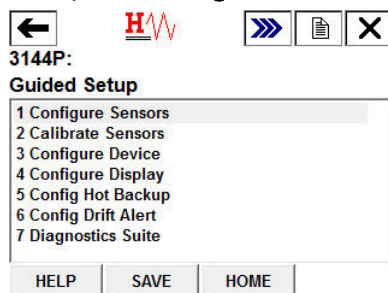 H
3144P:
Guided Setup
1 Configure Sensors
2 Calibrate Sensors
3 Configure Device
4 Configure Display
5 Config Hot Backup
6 Config Drift Alert
7 Diagnostics Suite
HELP SAVE HOME